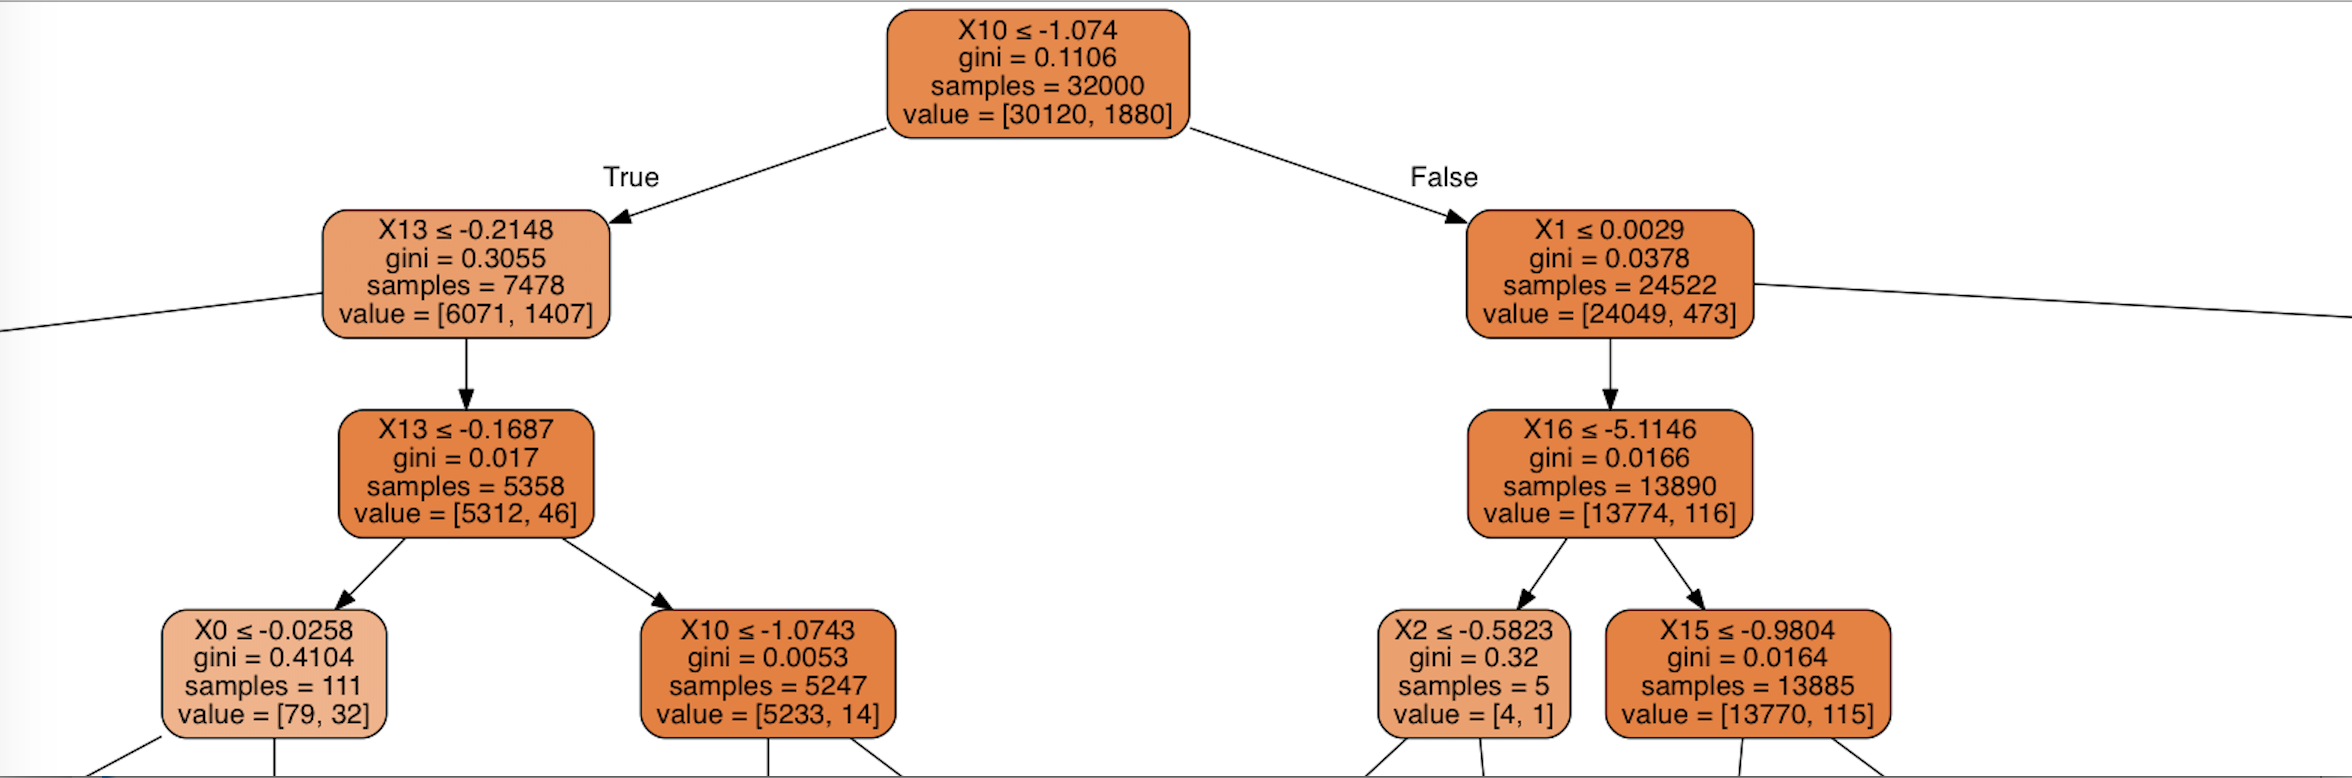 X10 ≤ -1.074
gini = 0.1106
samples = 32000
value = [30120, 1880]
True
False
X13 ≤ -0.2148
gini = 0.3055
samples = 7478
value = [6071, 1407]
X1 ≤ 0.0029
gini = 0.0378
samples = 24522
value = [24049, 473]
X13 ≤ -0.1687
gini = 0.017
samples = 5358
value = [5312, 46]
X16 ≤ -5.1146
gini = 0.0166
samples = 13890
value = [13774, 116]
X0 ≤ -0.0258
gini = 0.4104
samples = 111
value = [79, 32]
X10 ≤ -1.0743
gini = 0.0053
samples = 5247
value = [5233, 14]
X2 ≤ -0.5823
gini = 0.32
samples = 5
value = [4, 1]
X15 ≤ -0.9804
gini = 0.0164
samples = 13885
value = [13770, 115]